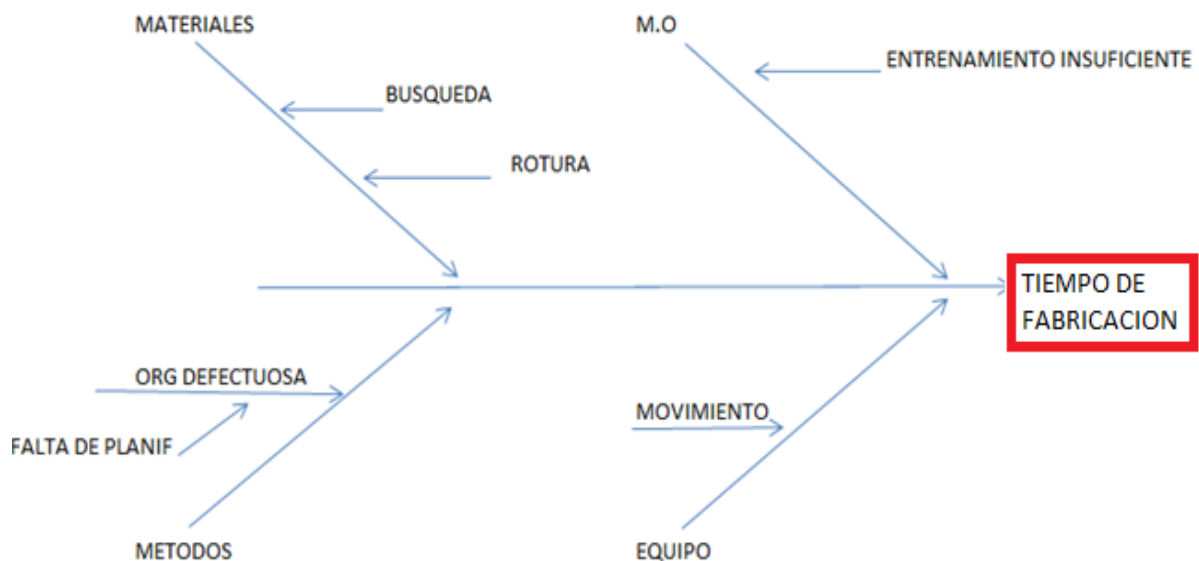 MATERIALES
M.O
ENTRENAMIENTO INSUFICIENTE
BUSQUEDA
ROTURA
TIEMPO DE
FABRICACION
ORG DEFECTUOSA
MOVIMIENTO
FALTA DE PLANIF
METODOS
EQUIPO